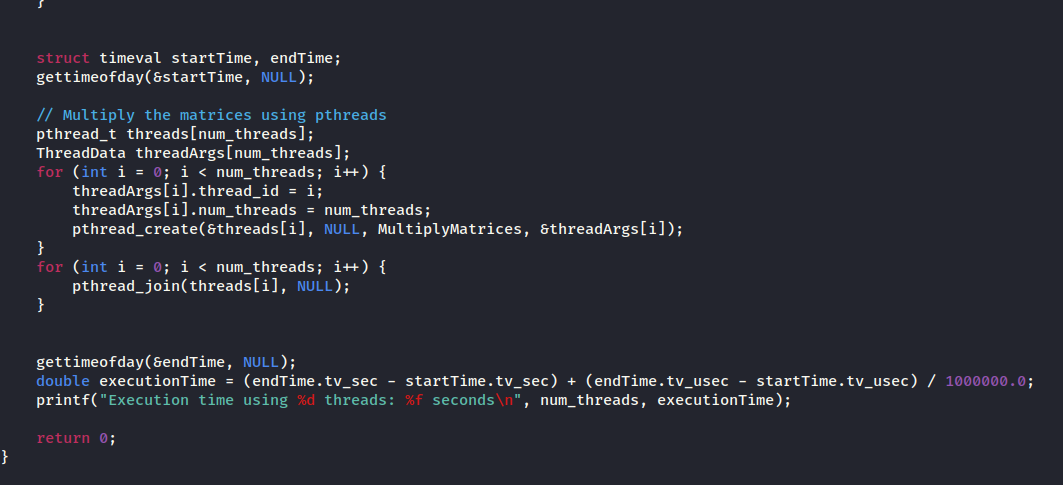 }
struct timeval startTime, endTime;
gettimeofday(&startTime, NULL);
// Multiply the matrices using pthreads
pthread_t threads[num_threads];
ThreadData threadArgs[num_threads];
for (int i = 0; i < num_threads; i++) {
threadArgs[i].thread_id = i;
threadArgs[i].num_threads = num_threads;
pthread_create(&threads[i], NULL, MultiplyMatrices, &threadArgs[i]);
}
for (int i = 0; i < num_threads; i++) {
pthread_join(threads[i], NULL);
}
gettimeofday(&endTime, NULL);
double executionTime = (endTime.tv_sec - startTime.tv_sec) + (endTime.tv_usec - startTime.tv_usec) / 1000000.0;
printf("Execution time using %d threads: %f seconds\n", num_threads, executionTime);
return 0;
}